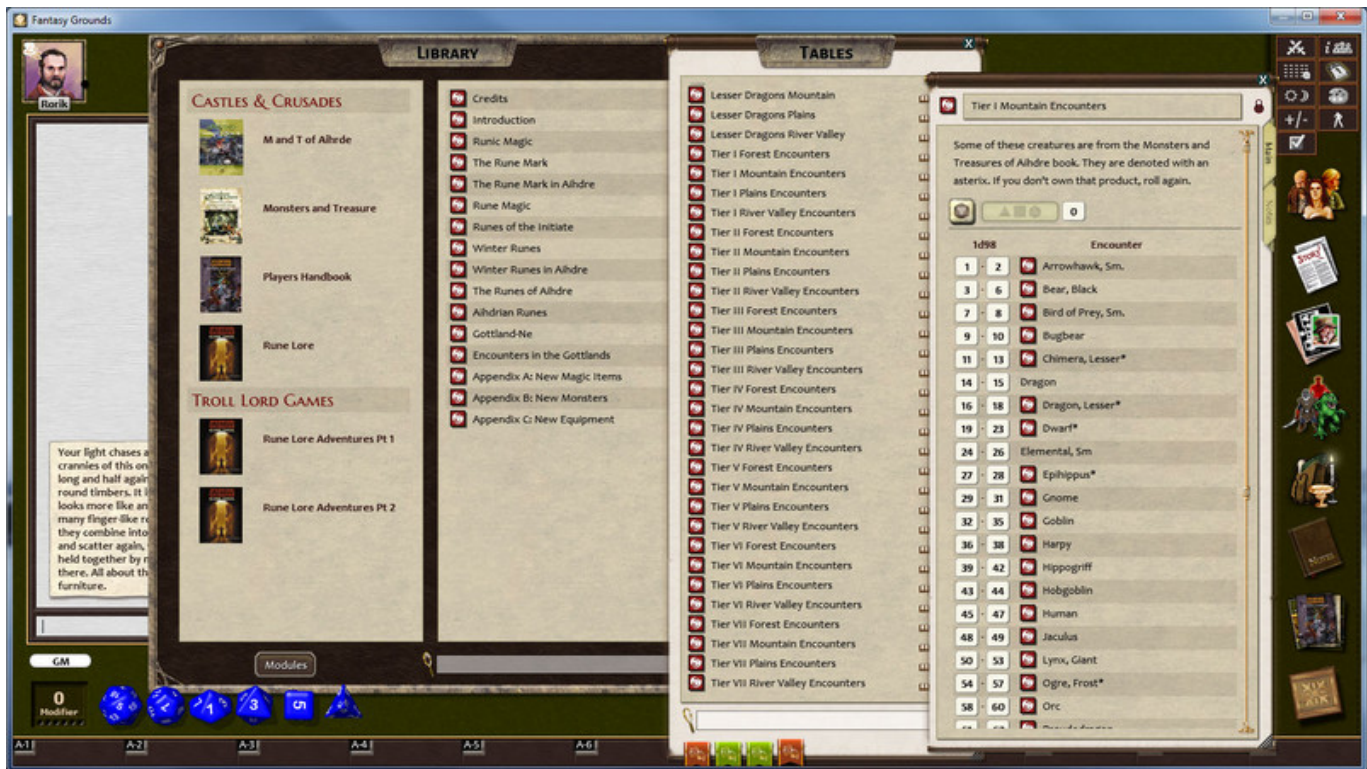 Fantasy Grounds
Rorik
LIBRARY
CASTLES & CRUSADES
M and T of Aihrde
Monsters and Treasure
Players Handbook
Rune Lore
TROLL LORD GAMES
Rune Lore Adventures Pt 1
Rune Lore Adventures Pt 2
Modules
Credits
Introduction
Runic Magic
The Rune Mark
The Rune Mark in Aihdre
Rune Magic
Runes of the Initiate
Winter Runes
Winter Runes in Aihdre
The Runes of Aihdre
Aihdrian Runes
Gottland-Ne
Encounters in the Gottlands
Appendix A: New Magic Items
Appendix B: New Monsters
Appendix C: New Equipment
TABLES
X
Lesser Dragons Mountain
Lesser Dragons Plains
Lesser Dragons River Valley
Tier I Forest Encounters
Tier I Mountain Encounters
Tier I Plains Encounters
Tier I River Valley Encounters
Tier II Forest Encounters
Tier II Mountain Encounters
Tier II Plains Encounters
Tier II River Valley Encounters
Tier III Forest Encounters
Tier III Mountain Encounters
Tier III Plains Encounters
Tier III River Valley Encounters
Tier IV Forest Encounters
Tier IV Mountain Encounters
Tier IV Plains Encounters
Tier IV River Valley Encounters
Tier V Forest Encounters
Tier V Mountain Encounters
Tier V Plains Encounters
Tier V River Valley Encounters
Tier VI Forest Encounters
Tier VI Mountain Encounters
Tier VI Plains Encounters
Tier VI River Valley Encounters
Tier VII Forest Encounters
Tier VII Mountain Encounters
Tier VII Plains Encounters
Tier VII River Valley Encounters
X
Tier I Mountain Encounters
Main
Notes
Some of these creatures are from the Monsters and
Treasures of Aihdre book. They are denoted with an
asterix. If you don't own that product, roll again.
0
1d98 Encounter
1 - 2 Arrowhawk, Sm.
3 - 6 Bear, Black
7 - 8 Bird of Prey, Sm.
9 - 10 Bugbear
11 - 13 Chimera, Lesser*
14 - 15 Dragon
16 - 18 Dragon, Lesser*
19 - 23 Dwarf*
24 - 26 Elemental, Sm
27 - 28 Epihippus*
29 - 31 Gnome
32 - 35 Goblin
36 - 38 Harpy
39 - 42 Hippogriff
43 - 44 Hobgoblin
45 - 47 Human
48 - 49 Jaculus
50 - 53 Lynx, Giant
54 - 57 Ogre, Frost*
58 - 60 Orc
+/-
STORY
NOTES
Your light chases a
crannies of this on
long and half again
round timbers. It i
looks more like an
many finger-like re
they combine into
and scatter again,
held together by n
there. All about th
furniture.
GM
0
Modifier
7
1
3
5
A-1
A-2
A-3
A-4
A-5
A-6